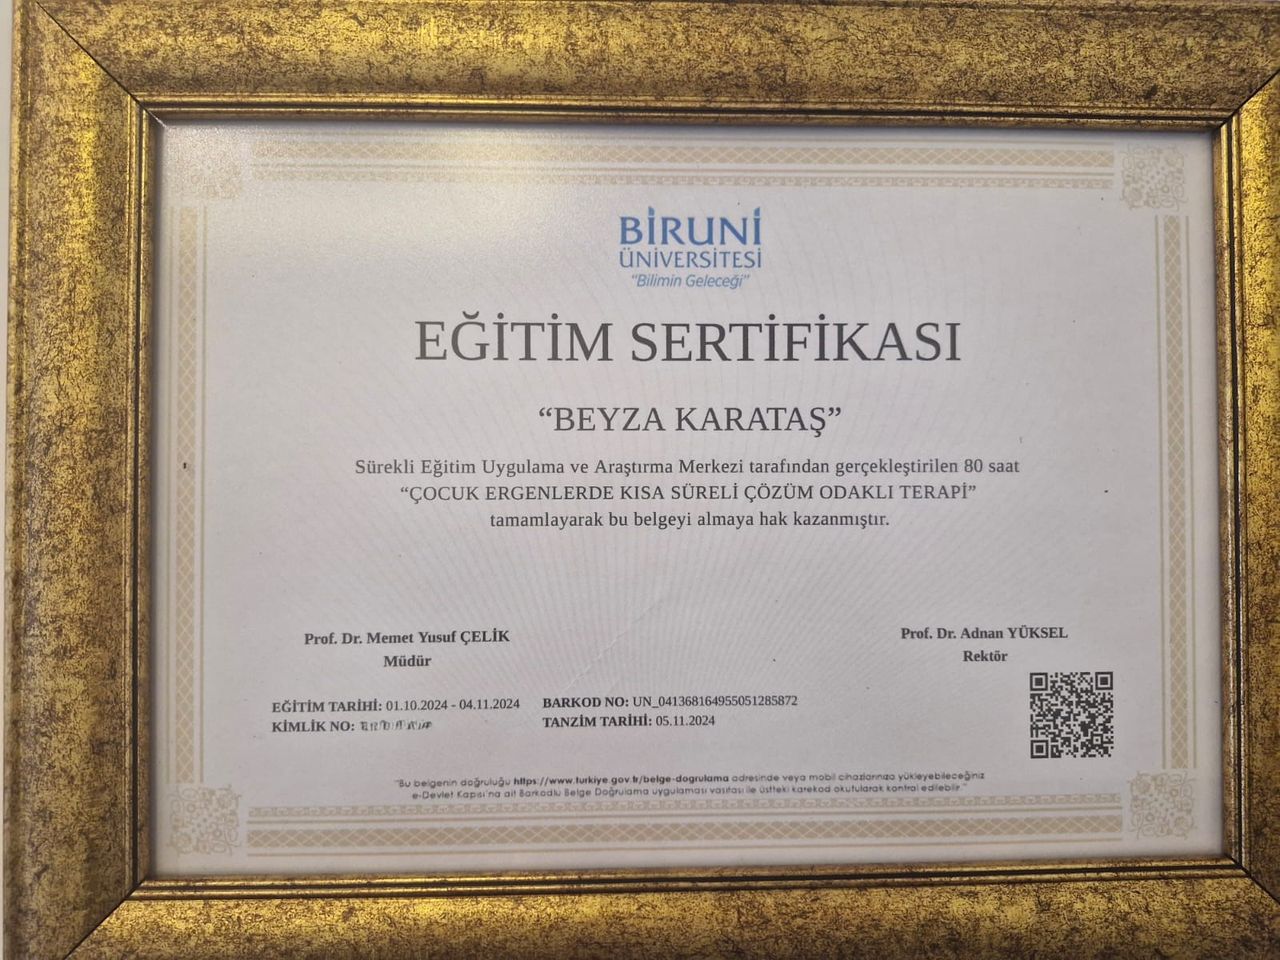 BİRUNİ
ÜNİVERSİTESİ
"Bilimin Geleceği"
EĞİTİM SERTİFİKASI
“BEYZA KARATAŞ”
Sürekli Eğitim Uygulama ve Araştırma Merkezi tarafından gerçekleştirilen 80 saat
“ÇOCUK ERGENLERDE KISA SÜRELİ ÇÖZÜM ODAKLI TERAPİ”
tamamlayarak bu belgeyi almaya hak kazanmıştır.
Prof. Dr. Memet Yusuf ÇELİK
Müdür
Prof. Dr. Adnan YÜKSEL
Rektör
EĞİTİM TARİHİ: 01.10.2024 - 04.11.2024
KİMLİK NO:
BARKOD NO: UN_041368164955051285872
TANZİM TARİHİ: 05.11.2024
"Bu belgenin doğruluğu https://www.turkiye.gov.tr/belge-dogrulama adresinde veya mobil cihazlarınıza yükleyebileceğiniz
e-Devlet Kapısı'na ait Barkodlu Belge Doğrulama uygulaması vasıtası ile üstteki karekod okutularak kontrol edilebilir."